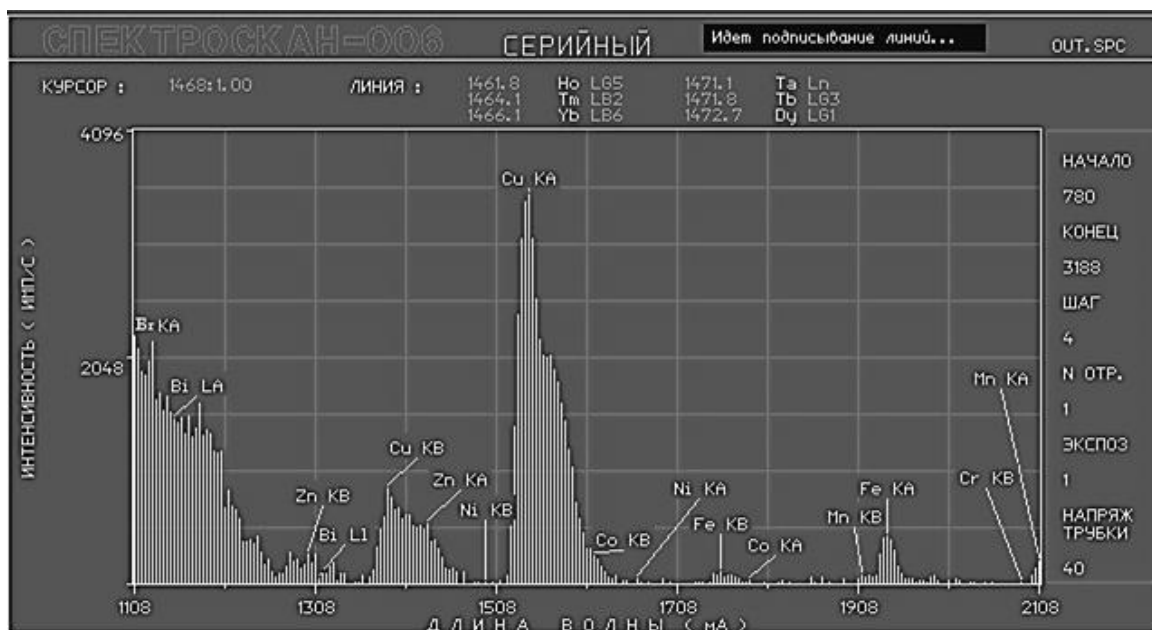 СПЕКТРОСКАН-006 СЕРИЙНЫЙ Идет подписывание линий... OUT.SPC
КУРСОР : 1468:1.00 ЛИНИЯ : 1461.8 Ho LG5 1471.1 Ta Ln
1464.1 Tm LB2 1471.8 Tb LG3
1466.1 Yb LB6 1472.7 Dy LG1
4096
2048
ИНТЕНСИВНОСТЬ ( ИМП/С )
Br KA
Bi LA
Zn KB
Bi Ll
Cu KB
Zn KA
Ni KB
Cu KA
Co KB
Ni KA
Fe KB
Co KA
Mn KB
Fe KA
Cr KB
Mn KA
НАЧАЛО
780
КОНЕЦ
3188
ШАГ
4
N ОТР.
1
ЭКСПОЗ
1
НАПРЯЖ
ТРУБКИ
40
1108 1308 1508 1708 1908 2108
ДЛИНА ВОЛНЫ ( мА )